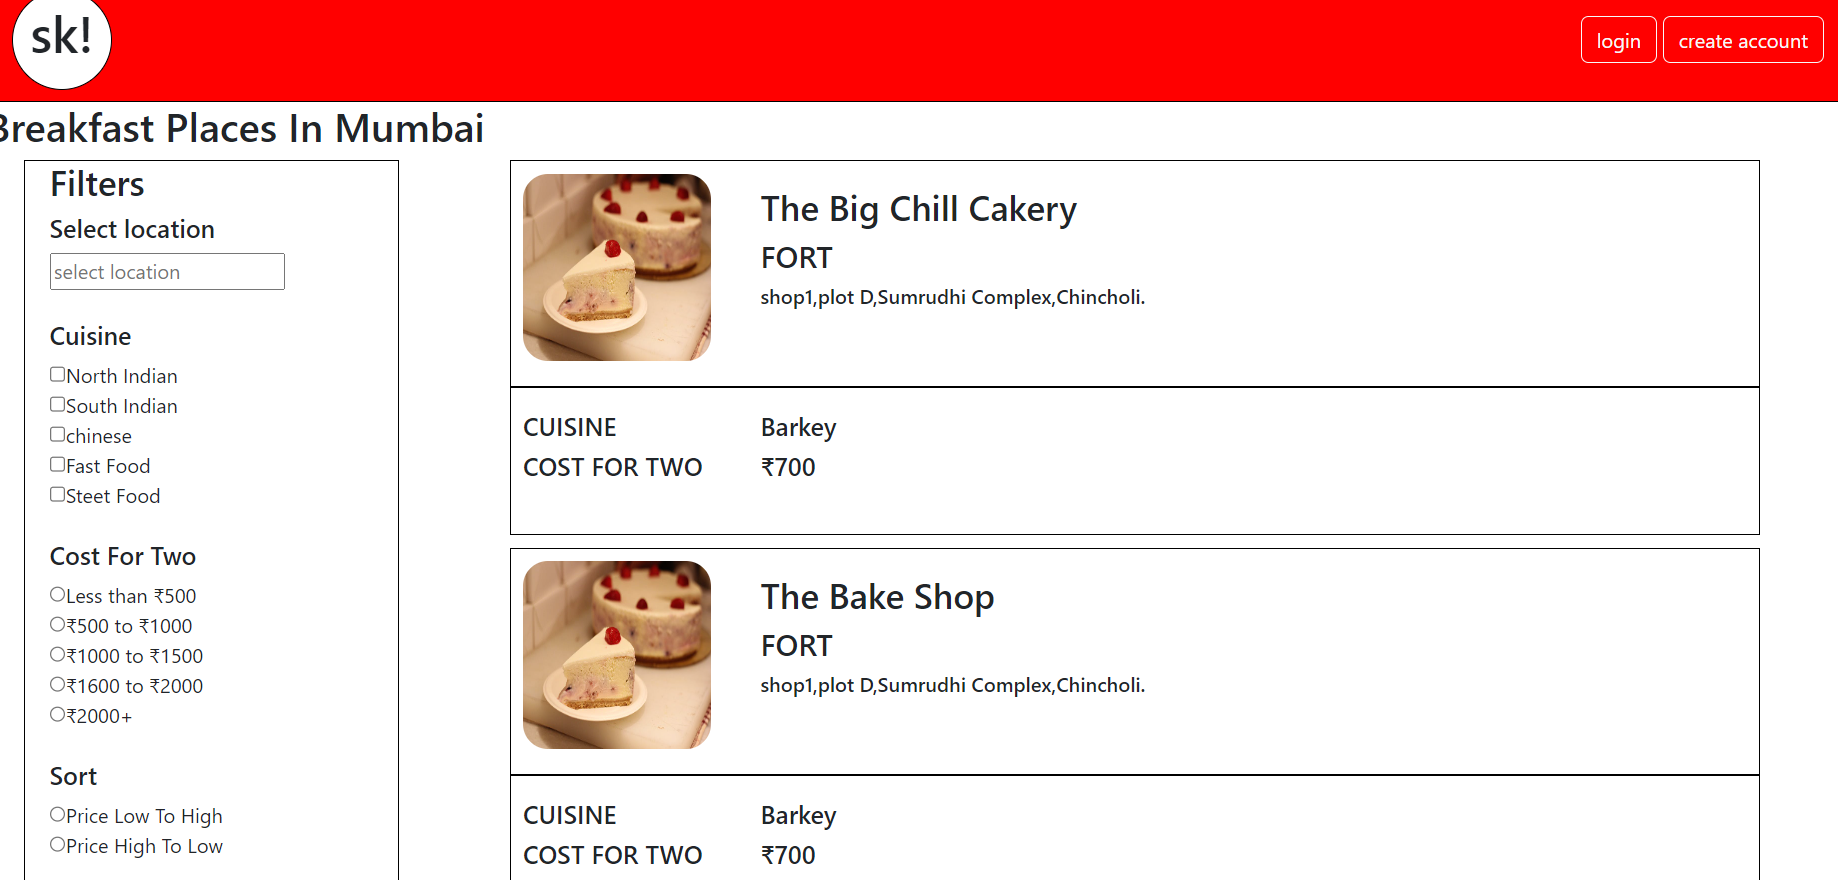 sk!
login
create account
Breakfast Places In Mumbai
Filters
Select location
select location
Cuisine
North Indian
South Indian
chinese
Fast Food
Steet Food
Cost For Two
Less than ₹500
₹500 to ₹1000
₹1000 to ₹1500
₹1600 to ₹2000
₹2000+
Sort
Price Low To High
Price High To Low
The Big Chill Cakery
FORT
shop1,plot D,Sumrudhi Complex,Chincholi.
CUISINE Barkey
COST FOR TWO ₹700
The Bake Shop
FORT
shop1,plot D,Sumrudhi Complex,Chincholi.
CUISINE Barkey
COST FOR TWO ₹700